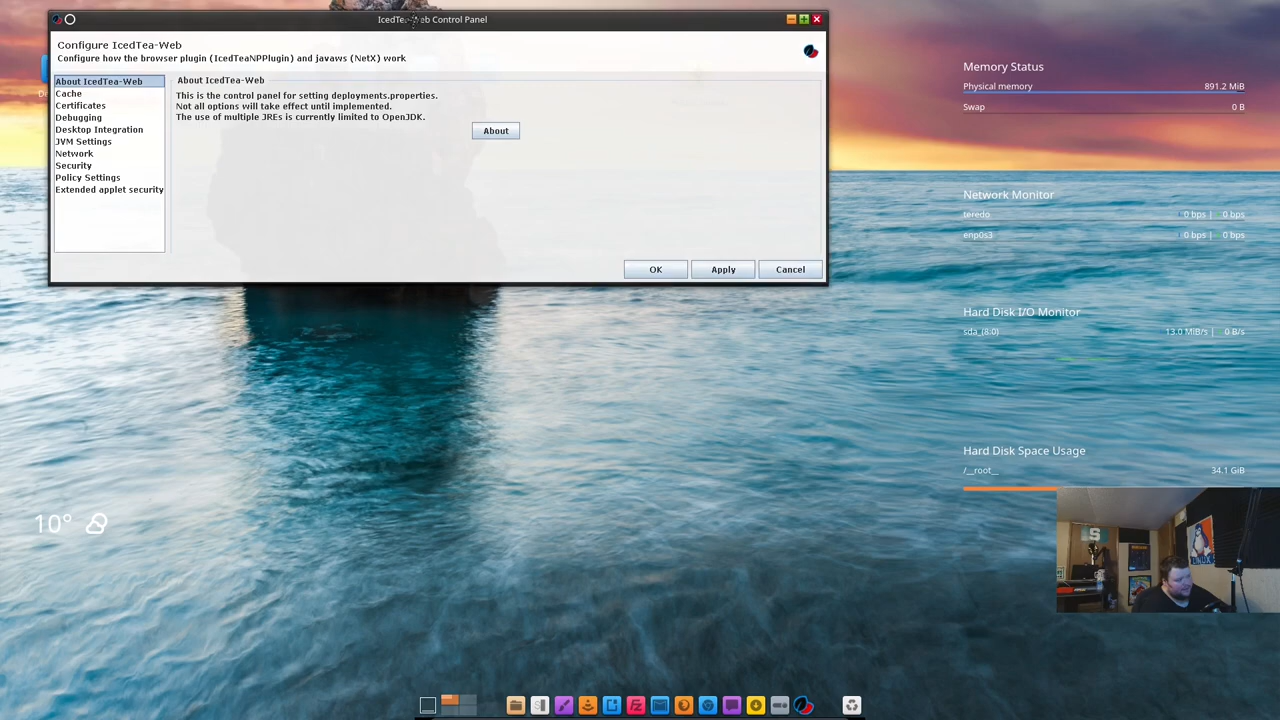 IcedTea-Web Control Panel
Configure IcedTea-Web
Configure how the browser plugin (IcedTeaNPPlugin) and javaws (NetX) work
About IcedTea-Web
Cache
Certificates
Debugging
Desktop Integration
JVM Settings
Network
Security
Policy Settings
Extended applet security
About IcedTea-Web
This is the control panel for setting deployments.properties.
Not all options will take effect until implemented.
The use of multiple JREs is currently limited to OpenJDK.
About
OK
Apply
Cancel
Memory Status
Physical memory 891.2 MiB
Swap 0 B
Network Monitor
teredo 0 bps | 0 bps
enp0s3 0 bps | 0 bps
Hard Disk I/O Monitor
sda_(8:0) 13.0 MiB/s | 0 B/s
Hard Disk Space Usage
/__root__ 34.1 GiB
10°
Fz
S